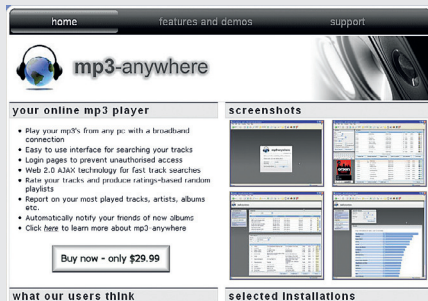 home features and demos support
mp3-anywhere
your online mp3 player
• Play your mp3's from any pc with a broadband
connection
• Easy to use interface for searching your tracks
• Login pages to prevent unauthorised access
• Web 2.0 AJAX technology for fast track searches
• Rate your tracks and produce ratings-based random
playlists
• Report on your most played tracks, artists, albums
etc.
• Automatically notify your friends of new albums
• Click here to learn more about mp3-anywhere
Buy now - only $29.99
what our users think
screenshots
selected installations